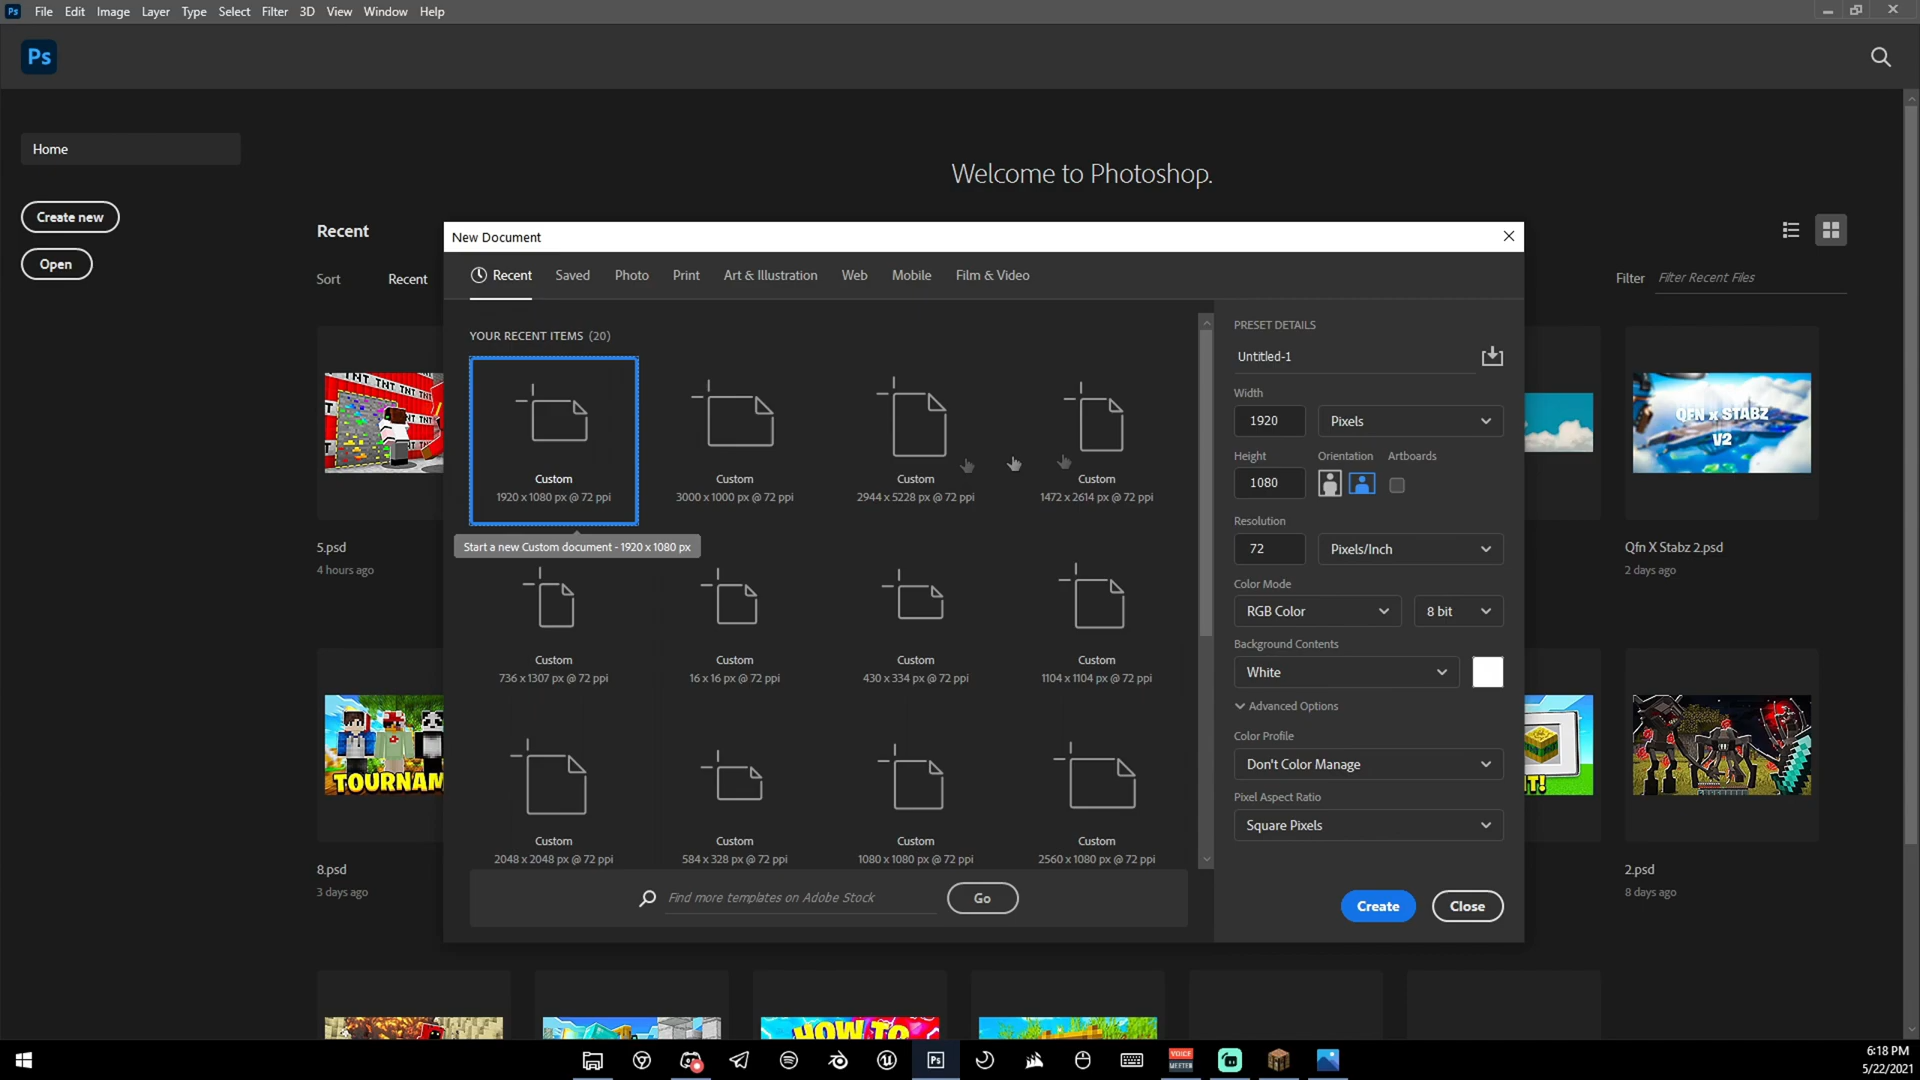 Ps File Edit Image Layer Type Select Filter 3D View Window Help
Ps
Home
Create new
Open
Welcome to Photoshop.
Recent
Sort Recent
Filter Filter Recent Files
New Document
Recent Saved Photo Print Art & Illustration Web Mobile Film & Video
YOUR RECENT ITEMS (20)
Custom
1920 x 1080 px @ 72 ppi
Custom
3000 x 1000 px @ 72 ppi
Custom
2944 x 5228 px @ 72 ppi
Custom
1472 x 2614 px @ 72 ppi
Start a new Custom document - 1920 x 1080 px
Custom
736 x 1307 px @ 72 ppi
Custom
16 x 16 px @ 72 ppi
Custom
430 x 334 px @ 72 ppi
Custom
1104 x 1104 px @ 72 ppi
Custom
2048 x 2048 px @ 72 ppi
Custom
584 x 328 px @ 72 ppi
Custom
1080 x 1080 px @ 72 ppi
Custom
2560 x 1080 px @ 72 ppi
Find more templates on Adobe Stock
Go
PRESET DETAILS
Untitled-1
Width
1920 Pixels
Height Orientation Artboards
1080
Resolution
72 Pixels/Inch
Color Mode
RGB Color 8 bit
Background Contents
White
Advanced Options
Color Profile
Don't Color Manage
Pixel Aspect Ratio
Square Pixels
Create Close
TNT TNT TNT
5.psd
4 hours ago
QFN x STABZ
V2
Qfn X Stabz 2.psd
2 days ago
TOURNAM
8.psd
3 days ago
T!
2.psd
8 days ago
HOW TO
Ps
VOICE
MEETER
6:18 PM
5/22/2021